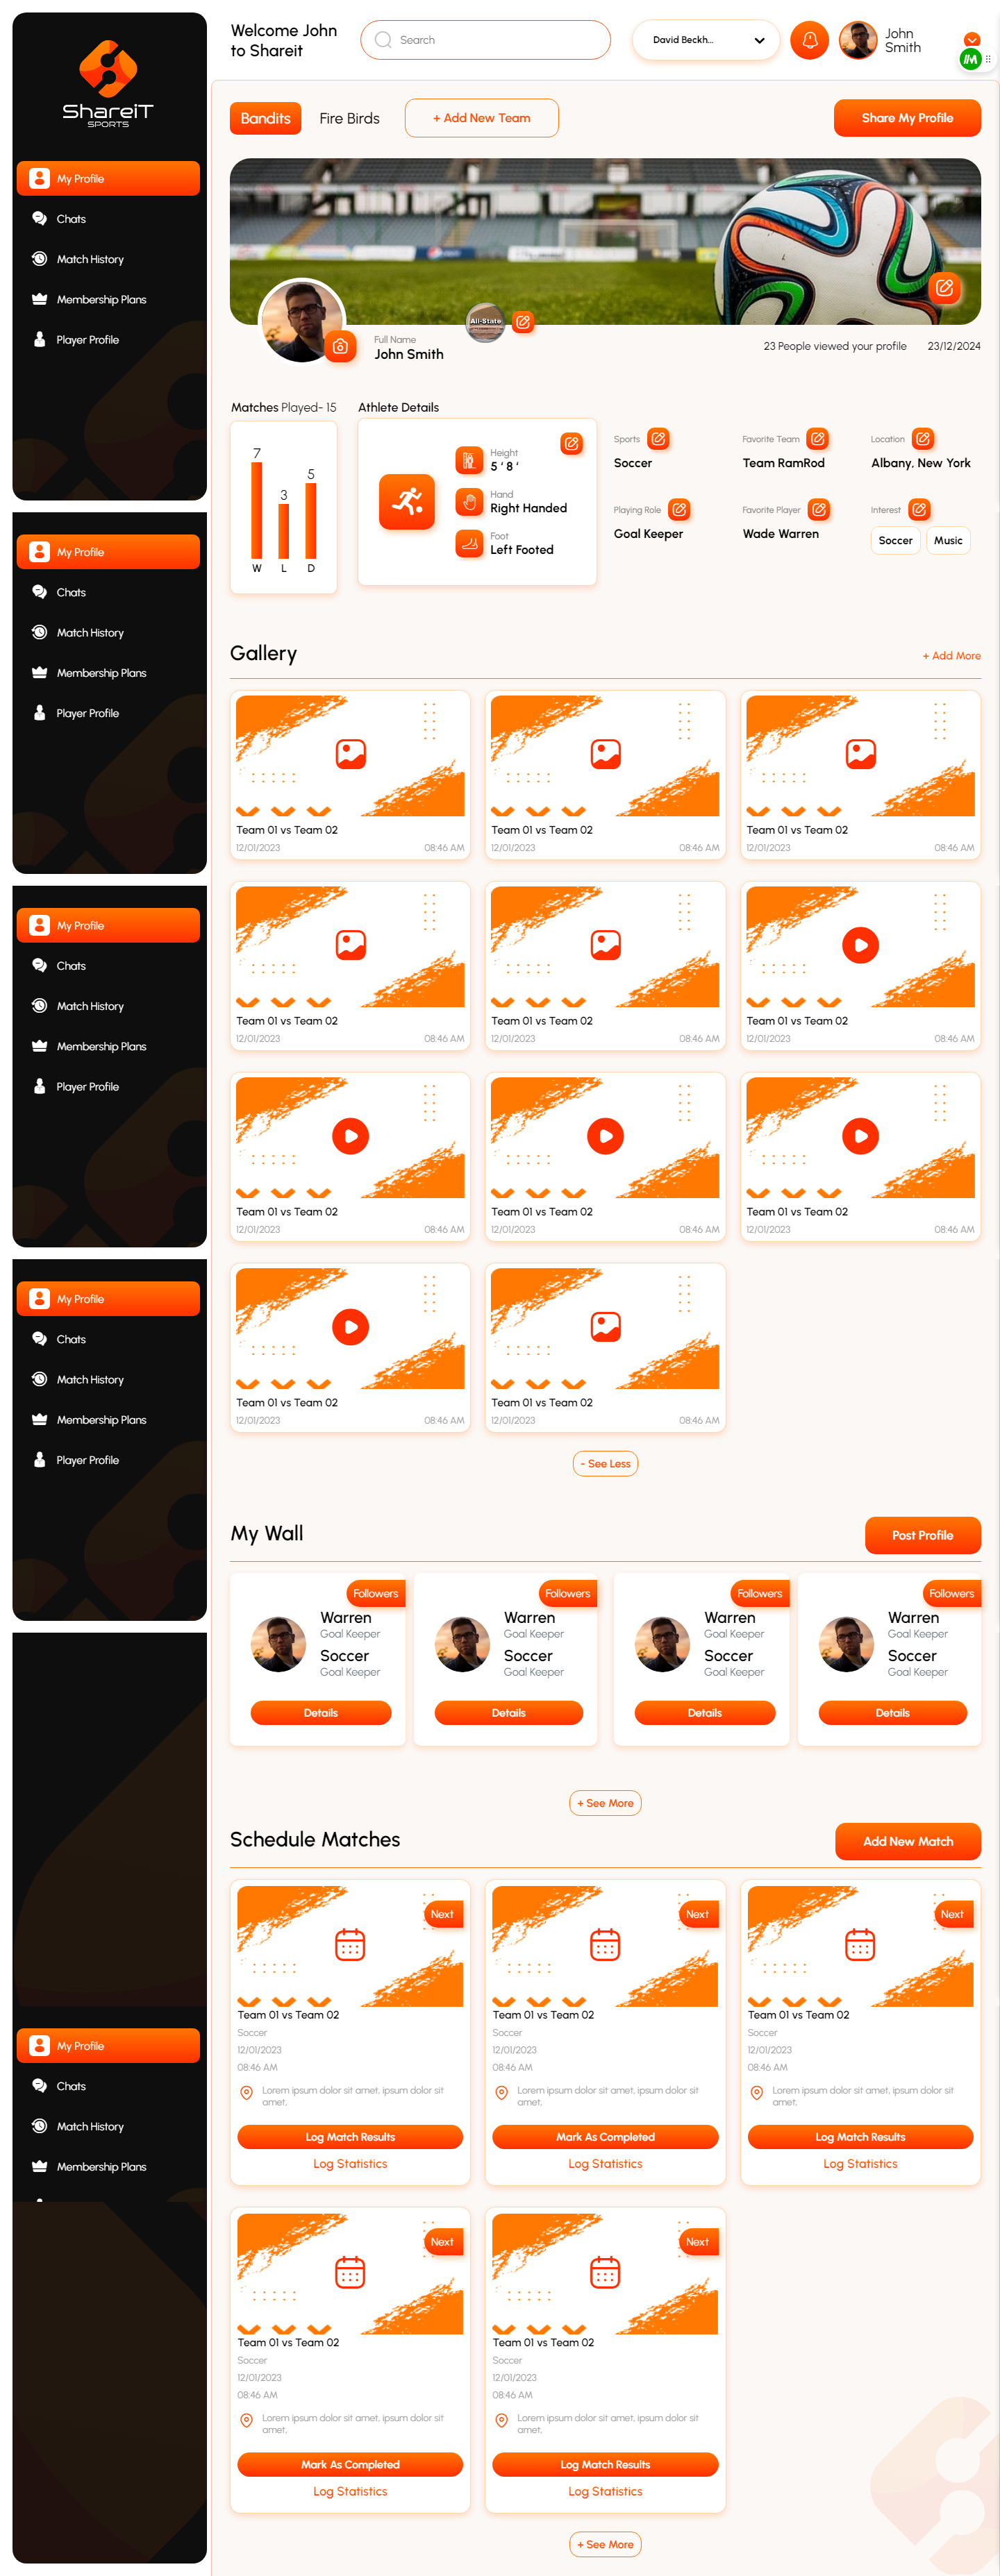 ShareiT
SPORTS
My Profile
Chats
Match History
Membership Plans
Player Profile
My Profile
Chats
Match History
Membership Plans
Player Profile
My Profile
Chats
Match History
Membership Plans
Player Profile
My Profile
Chats
Match History
Membership Plans
Player Profile
My Profile
Chats
Match History
Membership Plans
Welcome John
to Shareit
Search
David Beckh...
John
Smith
Bandits
Fire Birds
+ Add New Team
Share My Profile
All-State
Full Name
John Smith
23 People viewed your profile
23/12/2024
Matches Played- 15
7
3
5
W
L
D
Athlete Details
Height
5 ' 8 '
Hand
Right Handed
Foot
Left Footed
Sports
Soccer
Favorite Team
Team RamRod
Location
Albany, New York
Playing Role
Goal Keeper
Favorite Player
Wade Warren
Interest
Soccer
Music
Gallery
+ Add More
Team 01 vs Team 02
12/01/2023
08:46 AM
Team 01 vs Team 02
12/01/2023
08:46 AM
Team 01 vs Team 02
12/01/2023
08:46 AM
Team 01 vs Team 02
12/01/2023
08:46 AM
Team 01 vs Team 02
12/01/2023
08:46 AM
Team 01 vs Team 02
12/01/2023
08:46 AM
Team 01 vs Team 02
12/01/2023
08:46 AM
Team 01 vs Team 02
12/01/2023
08:46 AM
Team 01 vs Team 02
12/01/2023
08:46 AM
Team 01 vs Team 02
12/01/2023
08:46 AM
Team 01 vs Team 02
12/01/2023
08:46 AM
- See Less
My Wall
Post Profile
Followers
Warren
Goal Keeper
Soccer
Goal Keeper
Details
Followers
Warren
Goal Keeper
Soccer
Goal Keeper
Details
Followers
Warren
Goal Keeper
Soccer
Goal Keeper
Details
Followers
Warren
Goal Keeper
Soccer
Goal Keeper
Details
+ See More
Schedule Matches
Add New Match
Next
Team 01 vs Team 02
Soccer
12/01/2023
08:46 AM
Lorem ipsum dolor sit amet, ipsum dolor sit
amet,
Log Match Results
Log Statistics
Next
Team 01 vs Team 02
Soccer
12/01/2023
08:46 AM
Lorem ipsum dolor sit amet, ipsum dolor sit
amet,
Mark As Completed
Log Statistics
Next
Team 01 vs Team 02
Soccer
12/01/2023
08:46 AM
Lorem ipsum dolor sit amet, ipsum dolor sit
amet,
Log Match Results
Log Statistics
Next
Team 01 vs Team 02
Soccer
12/01/2023
08:46 AM
Lorem ipsum dolor sit amet, ipsum dolor sit
amet,
Mark As Completed
Log Statistics
Next
Team 01 vs Team 02
Soccer
12/01/2023
08:46 AM
Lorem ipsum dolor sit amet, ipsum dolor sit
amet,
Log Match Results
Log Statistics
+ See More